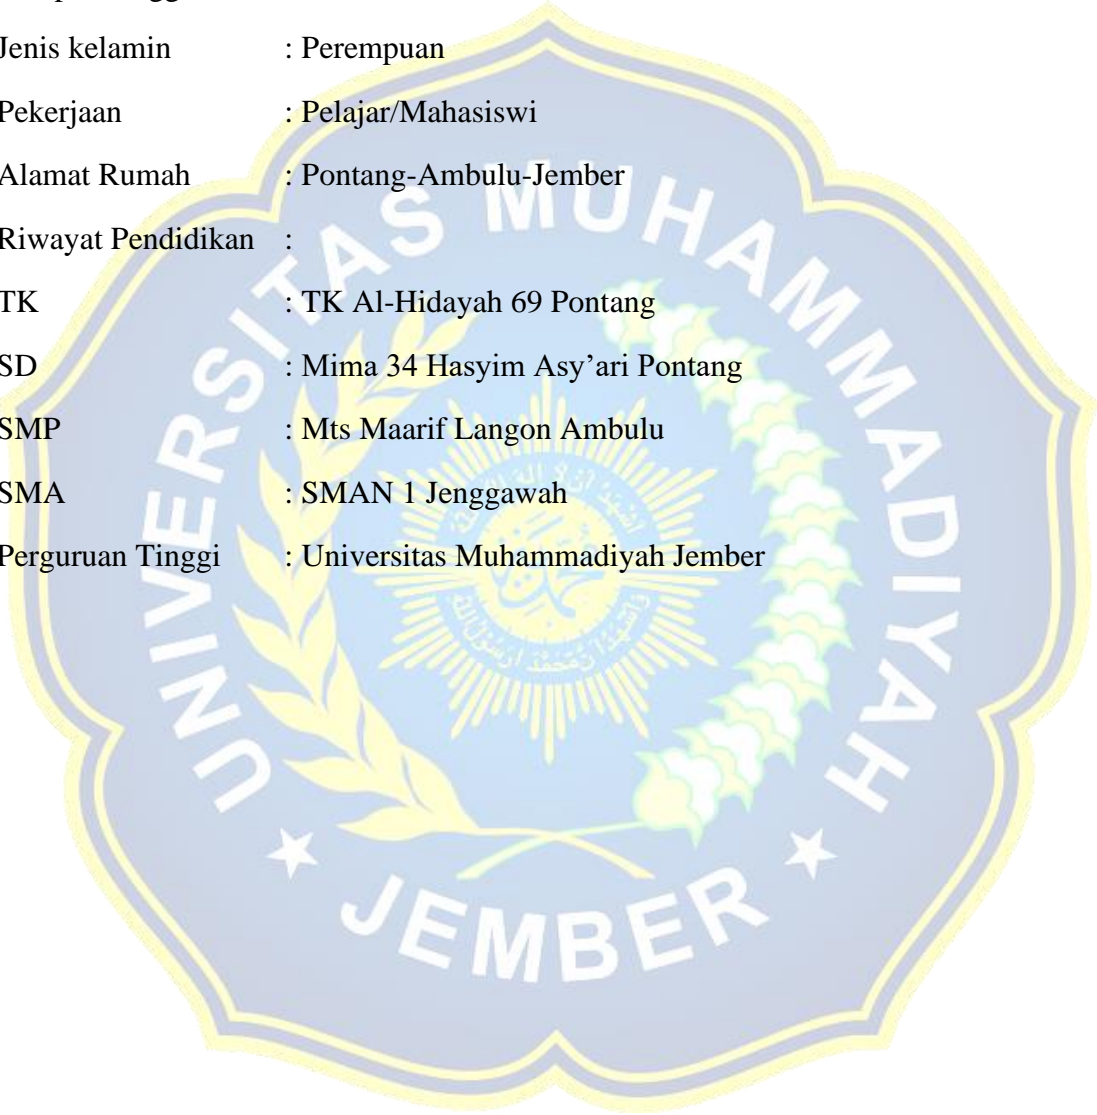 Jenis kelamin : Perempuan
Pekerjaan : Pelajar/Mahasiswi
Alamat Rumah : Pontang-Ambulu-Jember
Riwayat Pendidikan :
TK : TK Al-Hidayah 69 Pontang
SD : Mima 34 Hasyim Asy’ari Pontang
SMP : Mts Maarif Langon Ambulu
SMA : SMAN 1 Jenggawah
Perguruan Tinggi : Universitas Muhammadiyah Jember
UNIVERSITAS MUHAMMADIYAH
JEMBER